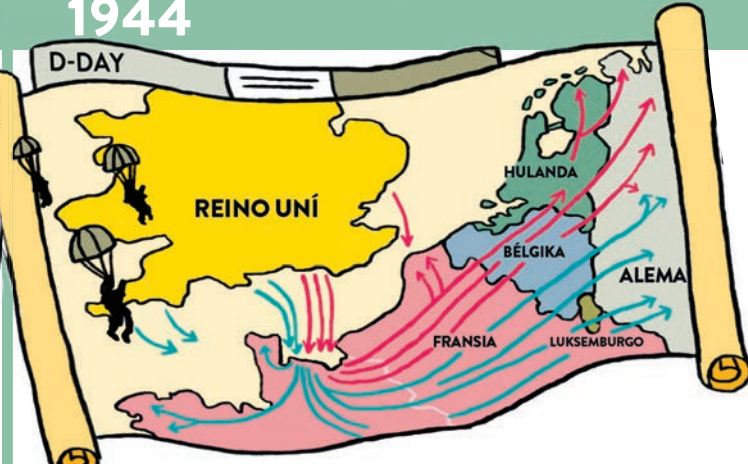 1944
D-DAY
REINO UNÍ
HULANDA
BÉLGIKA
ALEMA
FRANSIA
LUKSEMBURGO